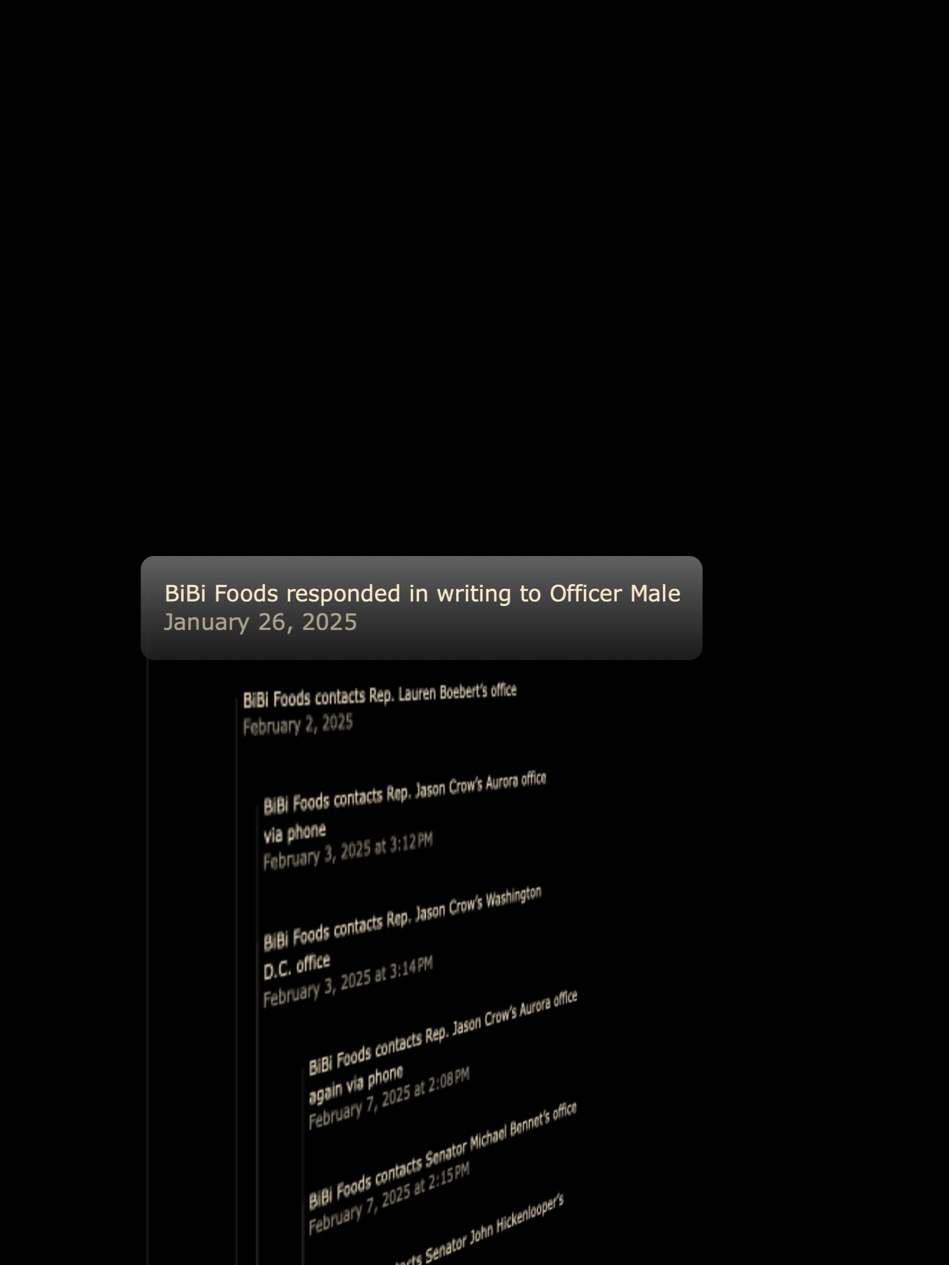 BiBi Foods responded in writing to Officer Male
January 26, 2025
BiBi Foods contacts Rep. Lauren Boebert's office
February 2, 2025
BiBi Foods contacts Rep. Jason Crow's Aurora office
via phone
February 3, 2025 at 3:12PM
BiBi Foods contacts Rep. Jason Crow's Washington
D.C. office
February 3, 2025 at 3:14PM
BiBi Foods contacts Rep. Jason Crow's Aurora office
again via phone
February 7, 2025 at 2:08PM
BiBi Foods contacts Senator Michael Bennet's office
February 7, 2025 at 2:15PM
Senator John Hickenlooper's